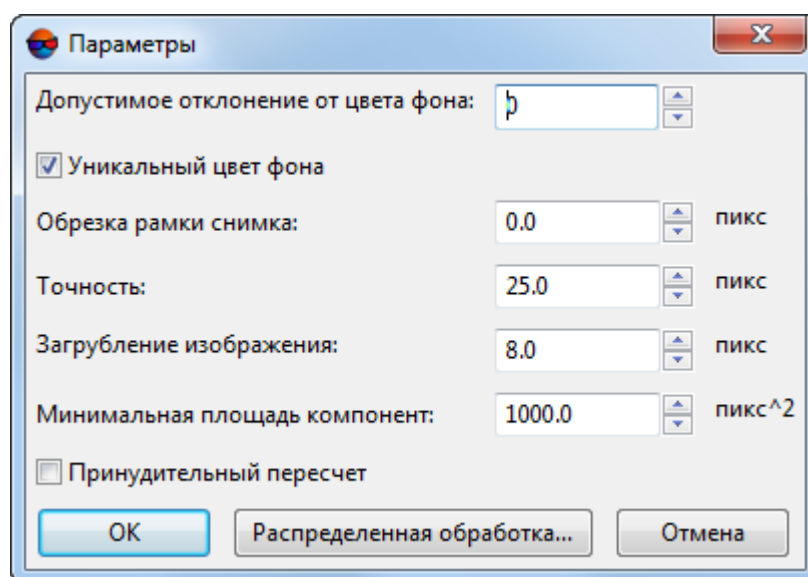 Параметры
Допустимое отклонение от цвета фона: 0
Уникальный цвет фона
Обрезка рамки снимка: 0.0 пикс
Точность: 25.0 пикс
Загрубление изображения: 8.0 пикс
Минимальная площадь компонент: 1000.0 пикс^2
Принудительный пересчет
OK Распределенная обработка... Отмена